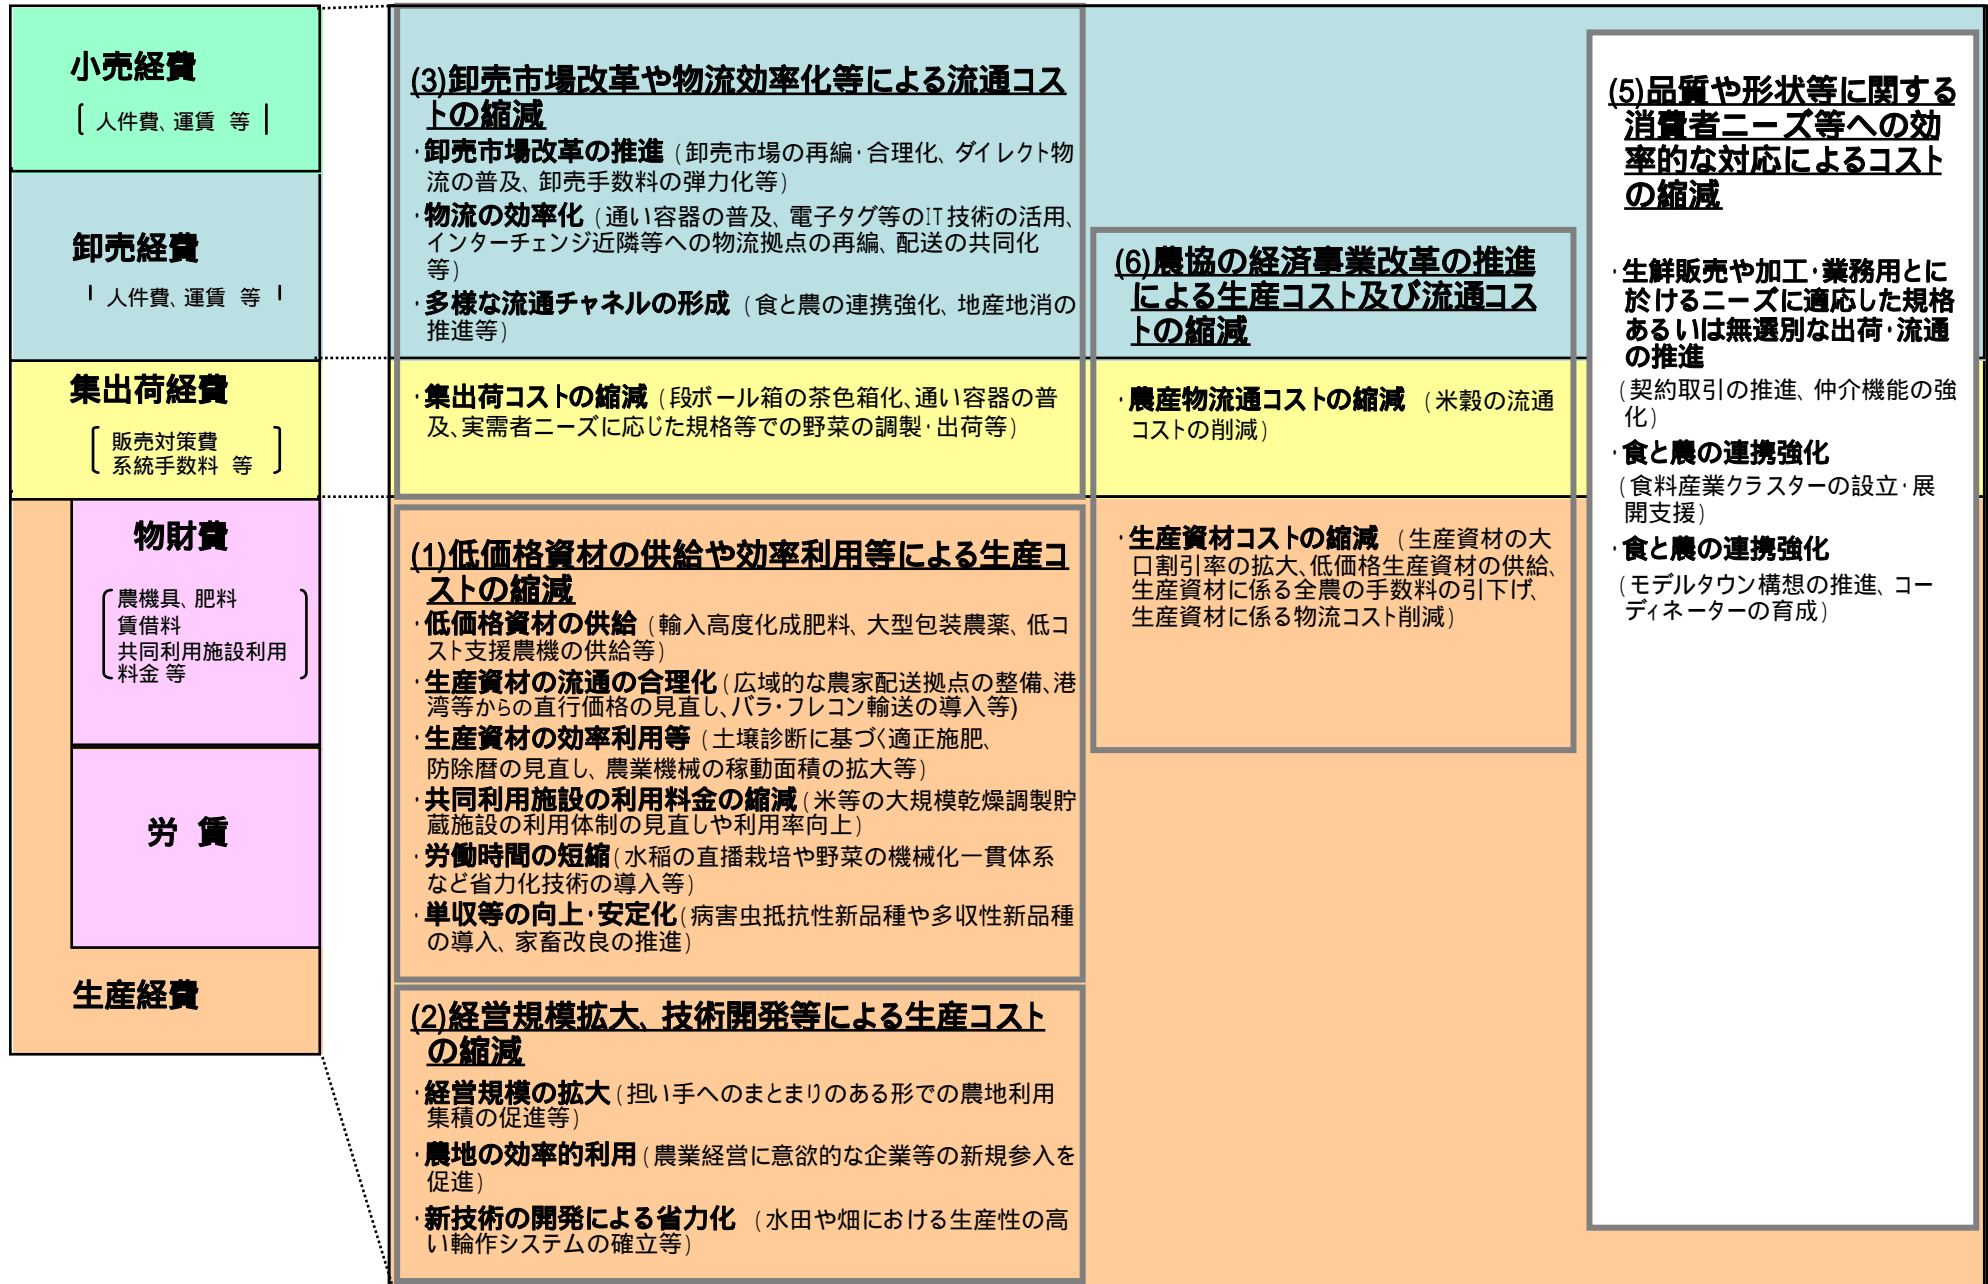 小売経費
人件費、運賃 等
卸売経費
人件費、運賃 等
集出荷経費
販売対策費
系統手数料 等
物財費
農機具、肥料
賃借料
共同利用施設利用
料金 等
労 賃
生産経費
(3)卸売市場改革や物流効率化等による流通コス
トの縮減
・卸売市場改革の推進(卸売市場の再編・合理化、ダイレクト物
流の普及、卸売手数料の弾力化等)
・物流の効率化(通い容器の普及、電子タグ等のIT技術の活用、
インターチェンジ近隣等への物流拠点の再編、配送の共同化
等)
・多様な流通チャネルの形成(食と農の連携強化、地産地消の
推進等)
・集出荷コストの縮減(段ボール箱の茶色箱化、通い容器の普
及、実需者ニーズに応じた規格等での野菜の調製・出荷等)
(1)低価格資材の供給や効率利用等による生産コ
ストの縮減
・低価格資材の供給(輸入高度化成肥料、大型包装農薬、低コ
スト支援農機の供給等)
・生産資材の流通の合理化(広域的な農家配送拠点の整備、港
湾等からの直行価格の見直し、バラ・フレコン輸送の導入等)
・生産資材の効率利用等(土壌診断に基づく適正施肥、
防除暦の見直し、農業機械の稼動面積の拡大等)
・共同利用施設の利用料金の縮減(米等の大規模乾燥調製貯
蔵施設の利用体制の見直しや利用率向上)
・労働時間の短縮(水稲の直播栽培や野菜の機械化一貫体系
など省力化技術の導入等)
・単収等の向上・安定化(病害虫抵抗性新品種や多収性新品種
の導入、家畜改良の推進)
(2)経営規模拡大、技術開発等による生産コスト
の縮減
・経営規模の拡大(担い手へのまとまりのある形での農地利用
集積の促進等)
・農地の効率的利用(農業経営に意欲的な企業等の新規参入を
促進)
・新技術の開発による省力化(水田や畑における生産性の高
い輪作システムの確立等)
(6)農協の経済事業改革の推進
による生産コスト及び流通コス
トの縮減
・農産物流通コストの縮減(米穀の流通
コストの削減)
・生産資材コストの縮減(生産資材の大
口割引率の拡大、低価格生産資材の供給、
生産資材に係る全農の手数料の引下げ、
生産資材に係る物流コスト削減)
(5)品質や形状等に関する
消費者ニーズ等への効
率的な対応によるコスト
の縮減
・生鮮販売や加工・業務用とに
於けるニーズに適応した規格
あるいは無選別な出荷・流通
の推進
(契約取引の推進、仲介機能の強
化)
・食と農の連携強化
(食料産業クラスターの設立・展
開支援)
・食と農の連携強化
(モデルタウン構想の推進、コー
ディネーターの育成)